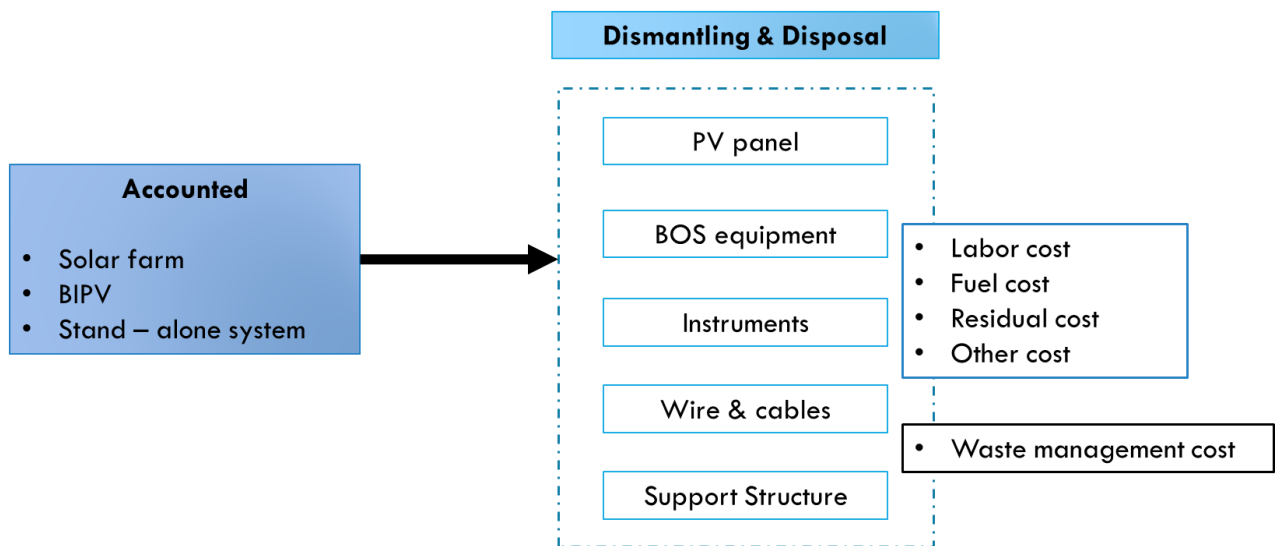 Dismantling & Disposal
Accounted
• Solar farm
• BIPV
• Stand – alone system
PV panel
BOS equipment
Instruments
Wire & cables
Support Structure
• Labor cost
• Fuel cost
• Residual cost
• Other cost
• Waste management cost